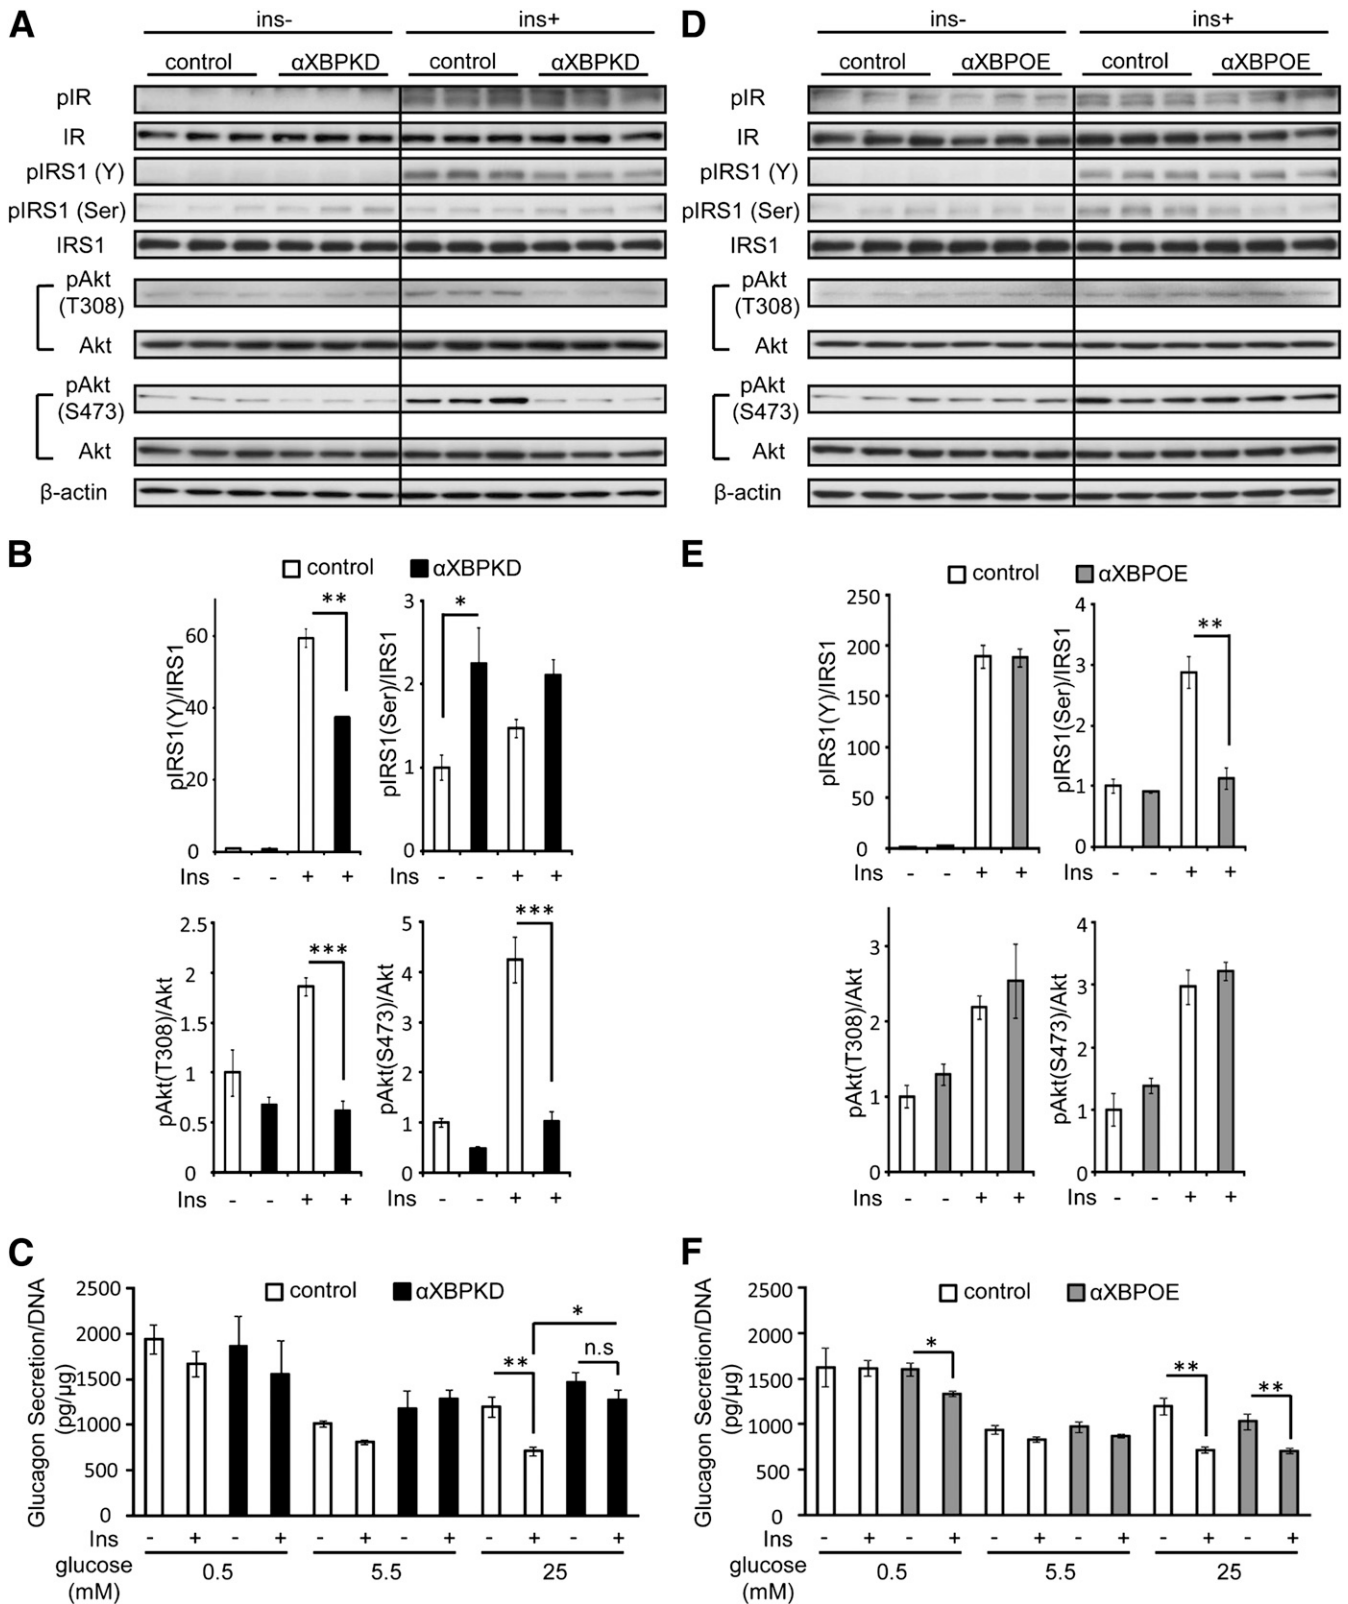 A
ins-
ins+
control
αXBPKD
control
αXBPKD
pIR
IR
pIRS1 (Y)
pIRS1 (Ser)
IRS1
pAkt
(T308)
Akt
pAkt
(S473)
Akt
β-actin
D
ins-
ins+
control
αXBPOE
control
αXBPOE
pIR
IR
pIRS1 (Y)
pIRS1 (Ser)
IRS1
pAkt
(T308)
Akt
pAkt
(S473)
Akt
β-actin
B
control
αXBPKD
pIRS1(Y)/IRS1
60
40
20
0
**
Ins - - + +
pIRS1(Ser)/IRS1
3
2
1
0
*
Ins - - + +
pAkt(T308)/Akt
2.5
2
1.5
1
0.5
0
***
Ins - - + +
pAkt(S473)/Akt
5
4
3
2
1
0
***
Ins - - + +
E
control
αXBPOE
pIRS1(Y)/IRS1
250
200
150
100
50
0
Ins - - + +
pIRS1(Ser)/IRS1
4
3
2
1
0
**
Ins - - + +
pAkt(T308)/Akt
3
2
1
0
Ins - - + +
pAkt(S473)/Akt
4
3
2
1
0
Ins - - + +
C
control
αXBPKD
Glucagon Secretion/DNA
(pg/μg)
2500
2000
1500
1000
500
0
*
**
n.s
Ins - + - + - + - + - + - +
glucose
(mM)
0.5
5.5
25
F
control
αXBPOE
Glucagon Secretion/DNA
(pg/μg)
2500
2000
1500
1000
500
0
*
**
**
Ins - + - + - + - + - + - +
glucose
(mM)
0.5
5.5
25